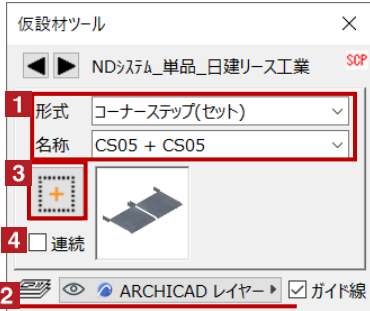 仮設材ツール
NDシステム_単品_日建リース工業 SCP
1 形式 コーナーステップ(セット)
名称 CS05 + CS05
3
4 連続
2 ARCHICAD レイヤー ガイド線